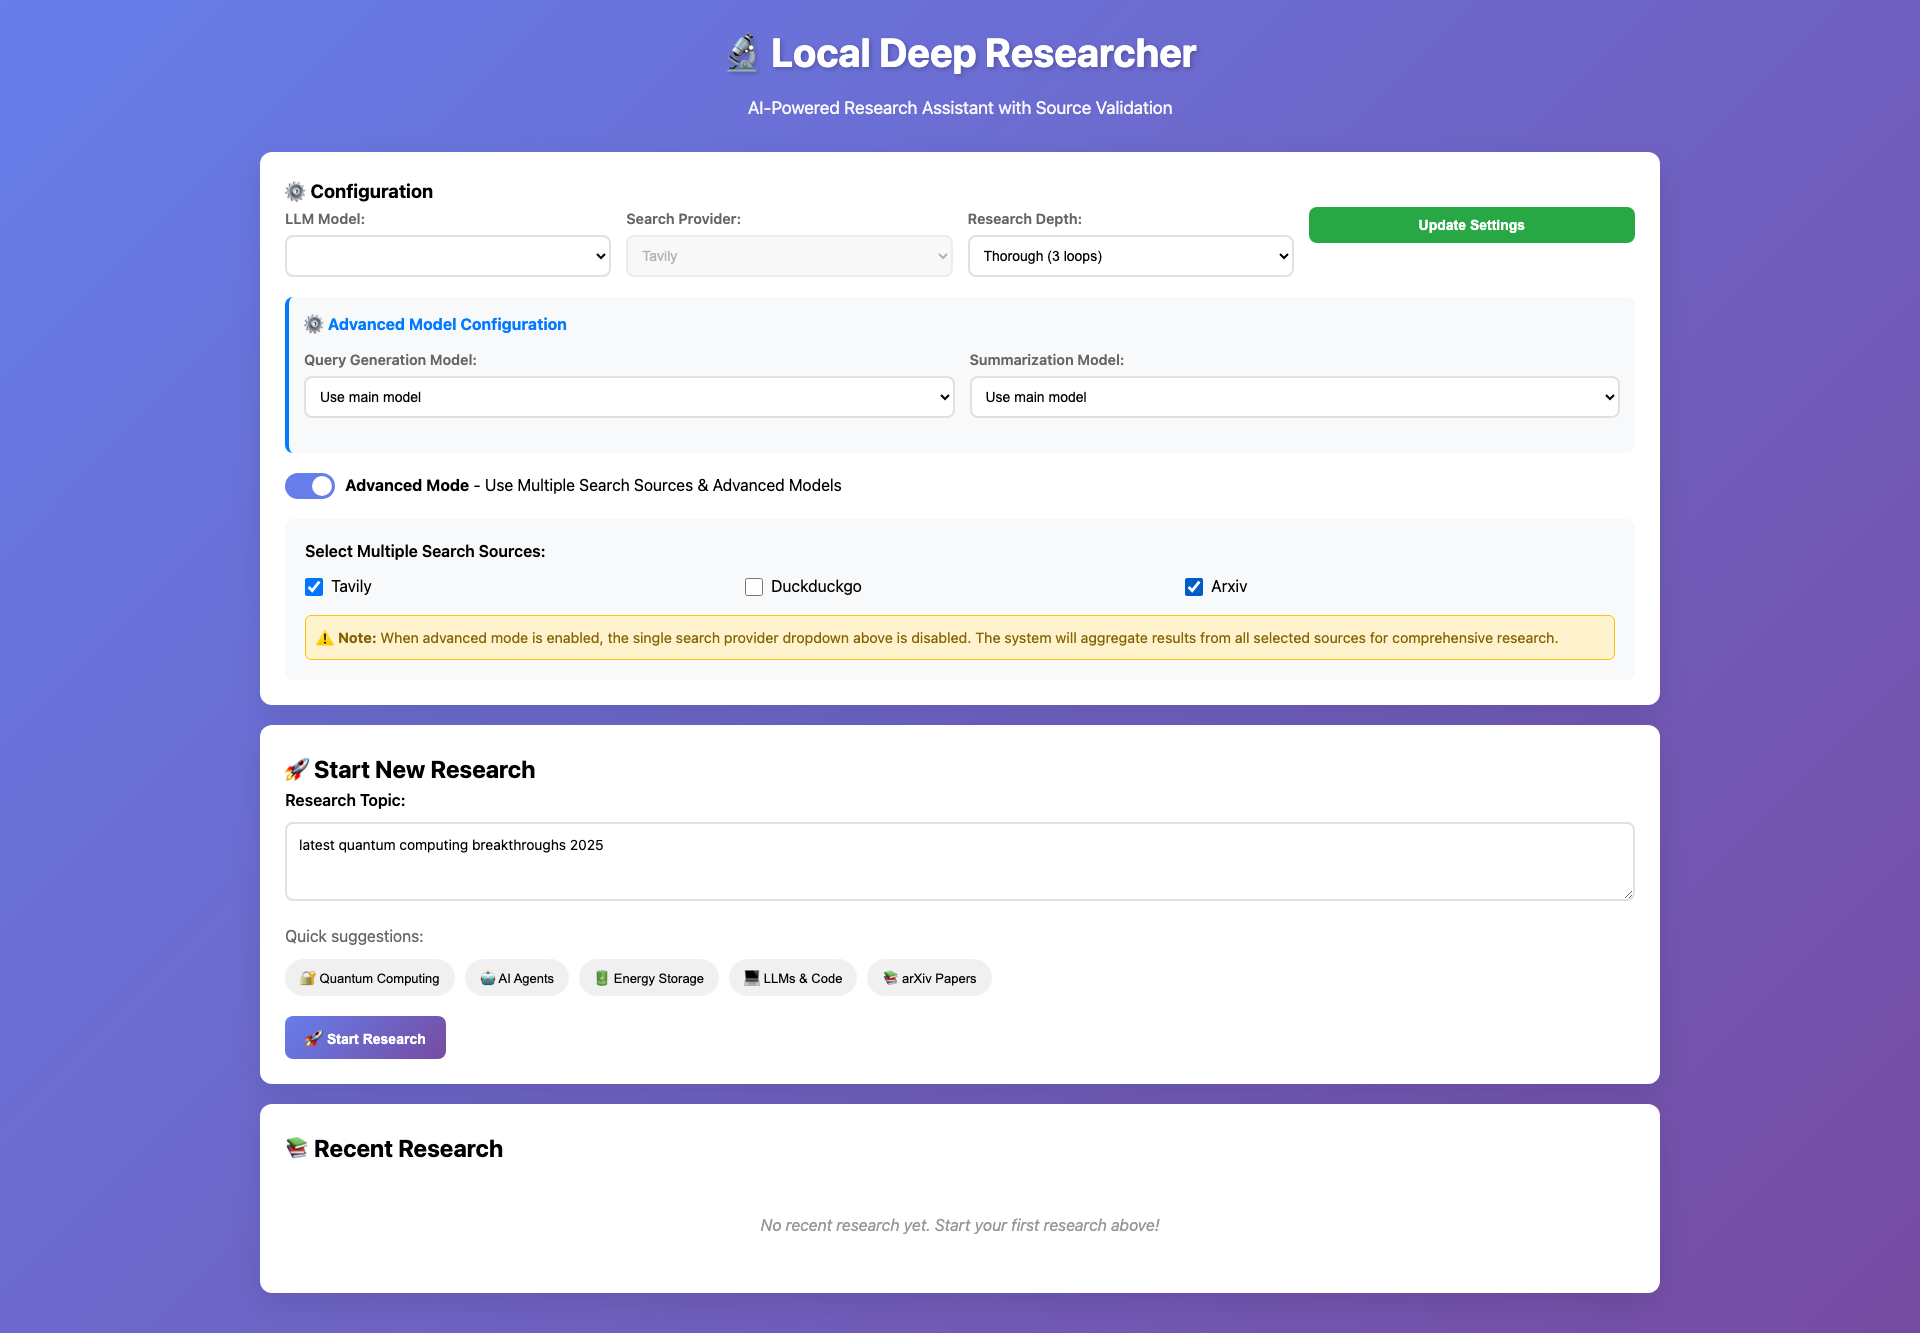 Local Deep Researcher
AI-Powered Research Assistant with Source Validation
Configuration
LLM Model:
Search Provider:
Tavily
Research Depth:
Thorough (3 loops)
Update Settings
Advanced Model Configuration
Query Generation Model:
Use main model
Summarization Model:
Use main model
Advanced Mode - Use Multiple Search Sources & Advanced Models
Select Multiple Search Sources:
Tavily
Duckduckgo
Arxiv
Note: When advanced mode is enabled, the single search provider dropdown above is disabled. The system will aggregate results from all selected sources for comprehensive research.
Start New Research
Research Topic:
latest quantum computing breakthroughs 2025
Quick suggestions:
Quantum Computing
AI Agents
Energy Storage
LLMs & Code
arXiv Papers
Start Research
Recent Research
No recent research yet. Start your first research above!